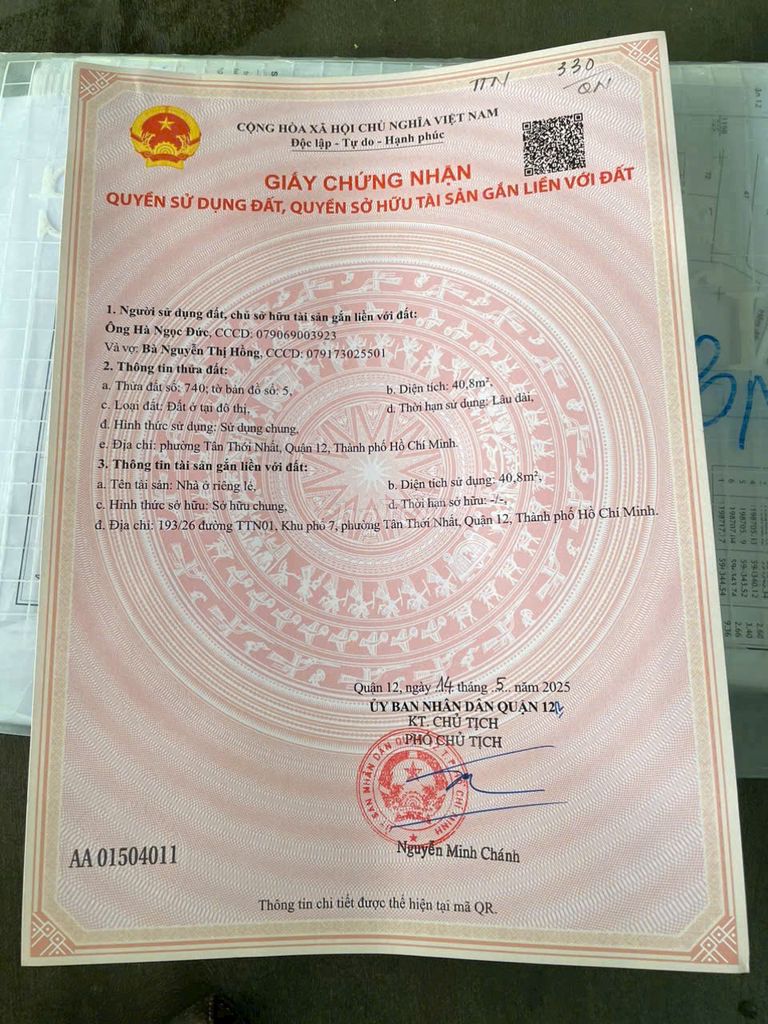 TTN 330
QN
CỘNG HÒA XÃ HỘI CHỦ NGHĨA VIỆT NAM
Độc lập - Tự do - Hạnh phúc
GIẤY CHỨNG NHẬN
QUYỀN SỬ DỤNG ĐẤT, QUYỀN SỞ HỮU TÀI SẢN GẮN LIỀN VỚI ĐẤT
1. Người sử dụng đất, chủ sở hữu tài sản gắn liền với đất:
Ông Hà Ngọc Đức, CCCD: 079069003923
Và vợ: Bà Nguyễn Thị Hồng, CCCD: 079173025501
2. Thông tin thửa đất:
a. Thửa đất số: 740; tờ bản đồ số: 5, b. Diện tích: 40,8m²,
c. Loại đất: Đất ở tại đô thị, d. Thời hạn sử dụng: Lâu dài,
đ. Hình thức sử dụng: Sử dụng chung,
e. Địa chỉ: phường Tân Thới Nhất, Quận 12, Thành phố Hồ Chí Minh.
3. Thông tin tài sản gắn liền với đất:
a. Tên tài sản: Nhà ở riêng lẻ, b. Diện tích sử dụng: 40,8m²,
c. Hình thức sở hữu: Sở hữu chung, d. Thời hạn sở hữu: -/-,
đ. Địa chỉ: 193/26 đường TTN01, Khu phố 7, phường Tân Thới Nhất, Quận 12, Thành phố Hồ Chí Minh.
Quận 12, ngày 14 tháng .5.. năm 2025
ỦY BAN NHÂN DÂN QUẬN 12
KT. CHỦ TỊCH
PHÓ CHỦ TỊCH
Nguyễn Minh Chánh
AA 01504011
Thông tin chi tiết được thể hiện tại mã QR.